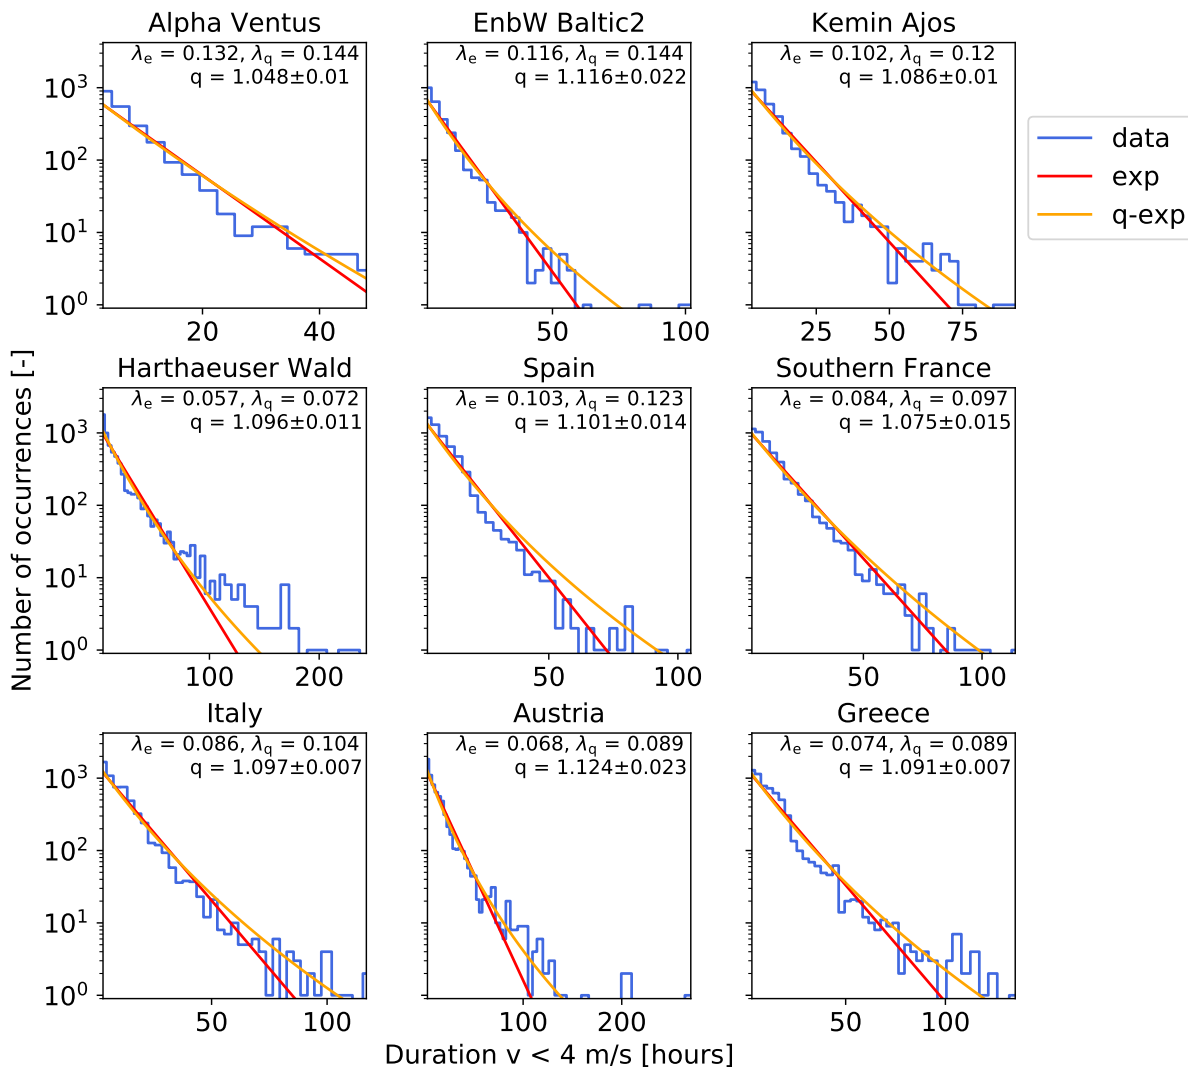 Alpha Ventus
λe = 0.132, λq = 0.144
q = 1.048±0.01
10³
10²
10¹
10⁰
20 40
EnbW Baltic2
λe = 0.116, λq = 0.144
q = 1.116±0.022
50 100
Kemin Ajos
λe = 0.102, λq = 0.12
q = 1.086±0.01
25 50 75
data
exp
q-exp
Number of occurrences [-]
Harthaeuser Wald
λe = 0.057, λq = 0.072
q = 1.096±0.011
10³
10²
10¹
10⁰
100 200
Spain
λe = 0.103, λq = 0.123
q = 1.101±0.014
50 100
Southern France
λe = 0.084, λq = 0.097
q = 1.075±0.015
50 100
Italy
λe = 0.086, λq = 0.104
q = 1.097±0.007
10³
10²
10¹
10⁰
50 100
Austria
λe = 0.068, λq = 0.089
q = 1.124±0.023
100 200
Greece
λe = 0.074, λq = 0.089
q = 1.091±0.007
50 100
Duration v < 4 m/s [hours]